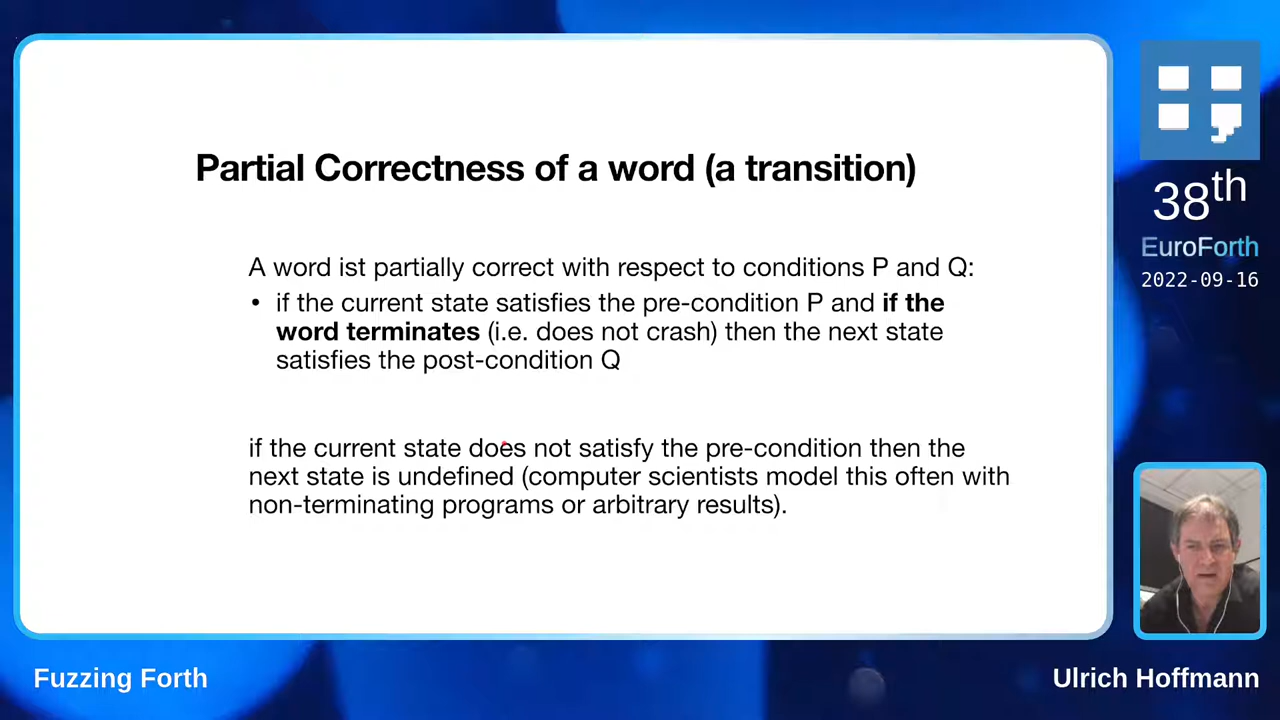 Partial Correctness of a word (a transition)
A word ist partially correct with respect to conditions P and Q:
• if the current state satisfies the pre-condition P and if the
word terminates (i.e. does not crash) then the next state
satisfies the post-condition Q
if the current state does not satisfy the pre-condition then the
next state is undefined (computer scientists model this often with
non-terminating programs or arbitrary results).
38th
EuroForth
2022-09-16
Fuzzing Forth
Ulrich Hoffmann